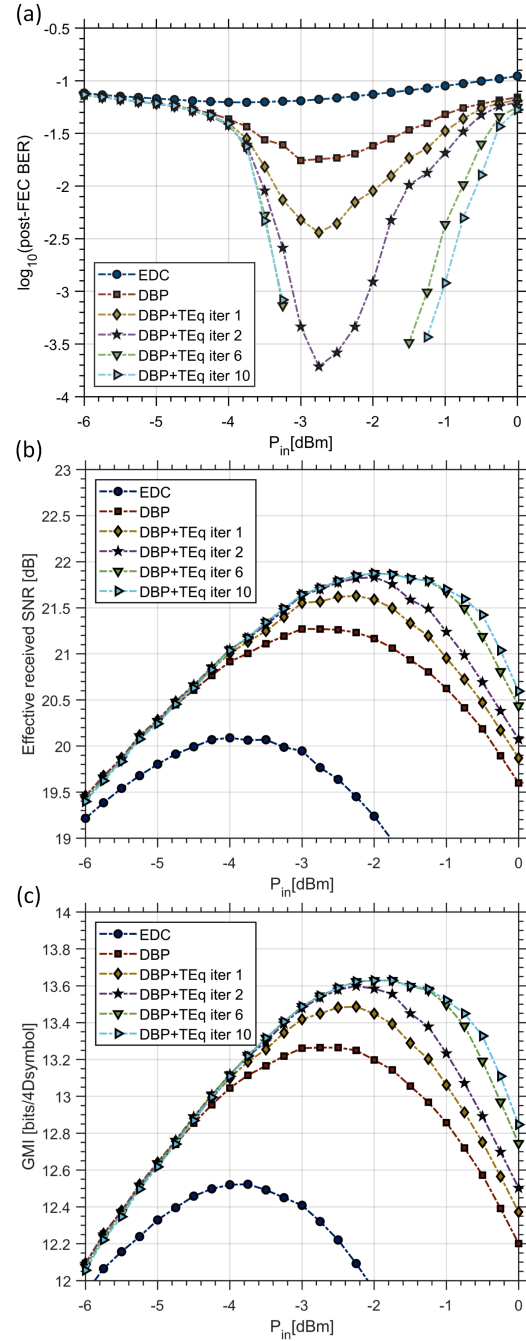 (a)
-0.5
-1
-1.5
-2
-2.5
-3
-3.5
-4
log10(post-FEC BER)
EDC
DBP
DBP+TEq iter 1
DBP+TEq iter 2
DBP+TEq iter 6
DBP+TEq iter 10
-6 -5 -4 -3 -2 -1 0
Pin[dBm]
(b)
23
22.5
22
21.5
21
20.5
20
19.5
19
Effective received SNR [dB]
EDC
DBP
DBP+TEq iter 1
DBP+TEq iter 2
DBP+TEq iter 6
DBP+TEq iter 10
-6 -5 -4 -3 -2 -1 0
Pin[dBm]
(c)
14
13.8
13.6
13.4
13.2
13
12.8
12.6
12.4
12.2
12
GMI [bits/4Dsymbol]
EDC
DBP
DBP+TEq iter 1
DBP+TEq iter 2
DBP+TEq iter 6
DBP+TEq iter 10
-6 -5 -4 -3 -2 -1 0
Pin[dBm]